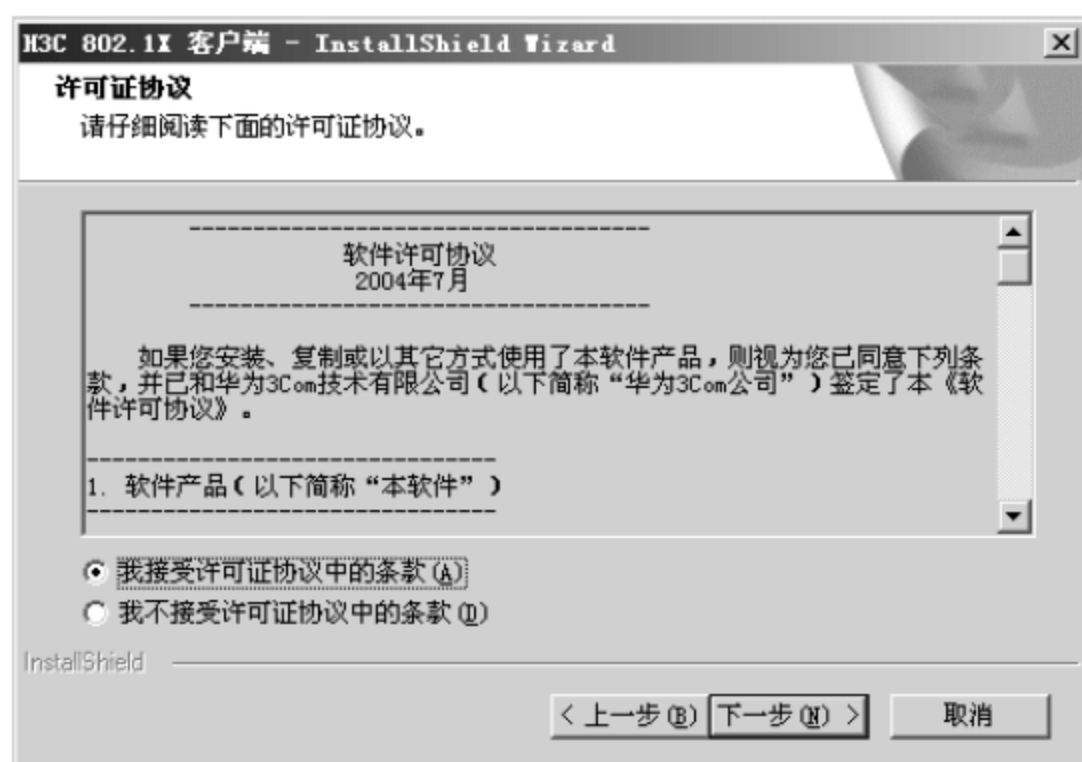 H3C 802.1X 客户端 - InstallShield Wizard
许可证协议
请仔细阅读下面的许可证协议。
------------------------------------
软件许可协议
2004年7月
------------------------------------
如果您安装、复制或以其它方式使用了本软件产品，则视为您已同意下列条
款，并已和华为3Com技术有限公司（以下简称“华为3Com公司”）签定了本《软
件许可协议》。
--------------------------------
1. 软件产品（以下简称“本软件”）
--------------------------------
我接受许可证协议中的条款(A)
我不接受许可证协议中的条款(D)
InstallShield
< 上一步(B) 下一步(N) > 取消